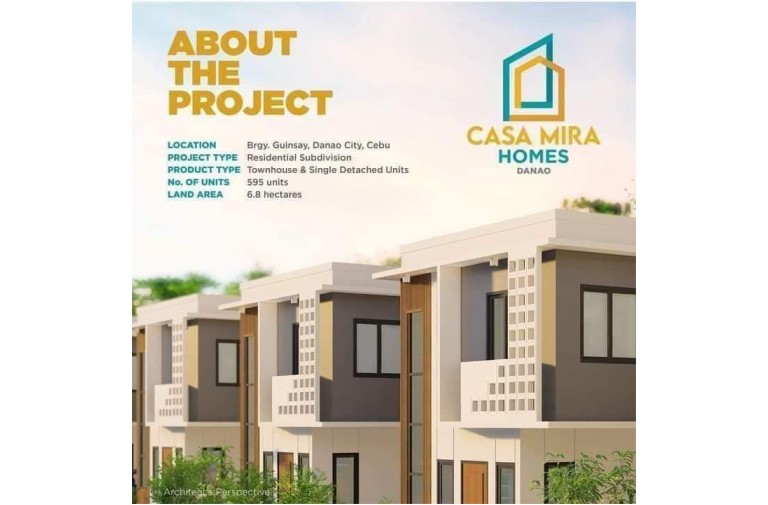 ABOUT
THE
PROJECT
CASA MIRA
HOMES
DANAO
LOCATION Brgy. Guinsay, Danao City, Cebu
PROJECT TYPE Residential Subdivision
PRODUCT TYPE Townhouse & Single Detached Units
No. OF UNITS 595 units
LAND AREA 6.8 hectares
Architect's Perspective